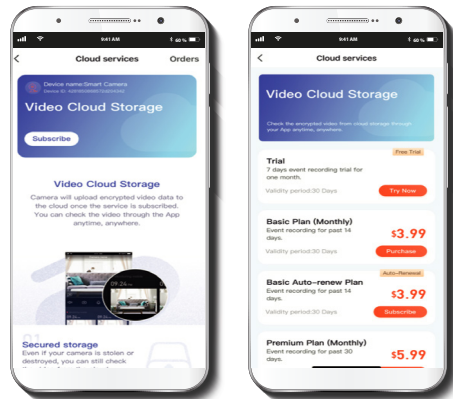 9:41 AM
60 %
Cloud services
Orders
Device name:Smart Camera
Video Cloud Storage
Subscribe
Video Cloud Storage
Camera will upload encrypted video data to
the cloud once the service is subscribed.
You can check the video through the App
anytime, anywhere.
09:24
01
Secured storage
Even if your camera is stolen or
destroyed, you can still check
9:41 AM
60 %
Cloud services
Video Cloud Storage
Check the encrypted video from cloud storage through
your App anytime, anywhere.
Free Trial
Trial
7 days event recording trial for
one month.
Validity period:30 Days
Try Now
Basic Plan (Monthly)
Event recording for past 14
days.
$3.99
Validity period:30 Days
Purchase
Auto-Renewal
Basic Auto-renew Plan
Event recording for past 14
days.
$3.99
Validity period:30 Days
Subscribe
Premium Plan (Monthly)
Event recording for past 30
days.
$5.99